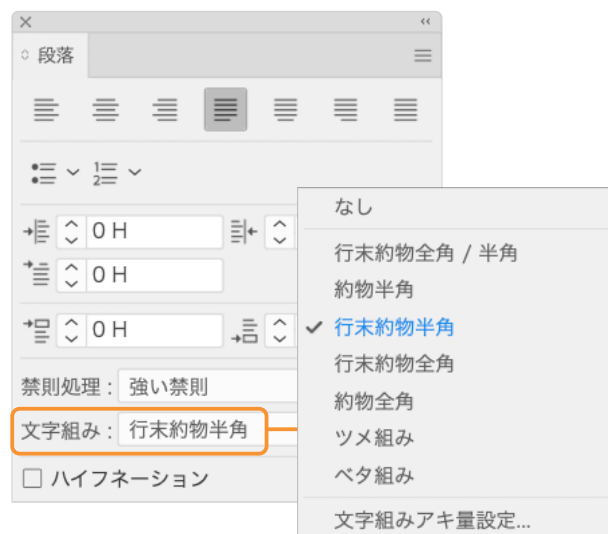 段落
1
2
0 H
0 H
0 H
禁則処理 : 強い禁則
文字組み : 行末約物半角
ハイフネーション
なし
行末約物全角 / 半角
約物半角
行末約物半角
行末約物全角
約物全角
ツメ組み
ベタ組み
文字組みアキ量設定...